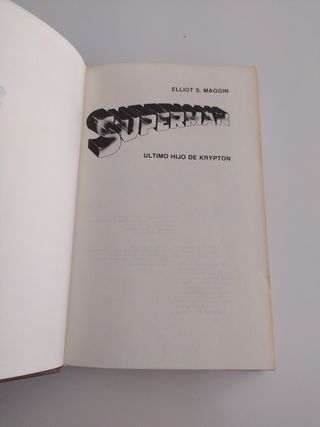 ELLIOT S. MAGGIN
SUPERMAN
ULTIMO HIJO DE KRYPTON